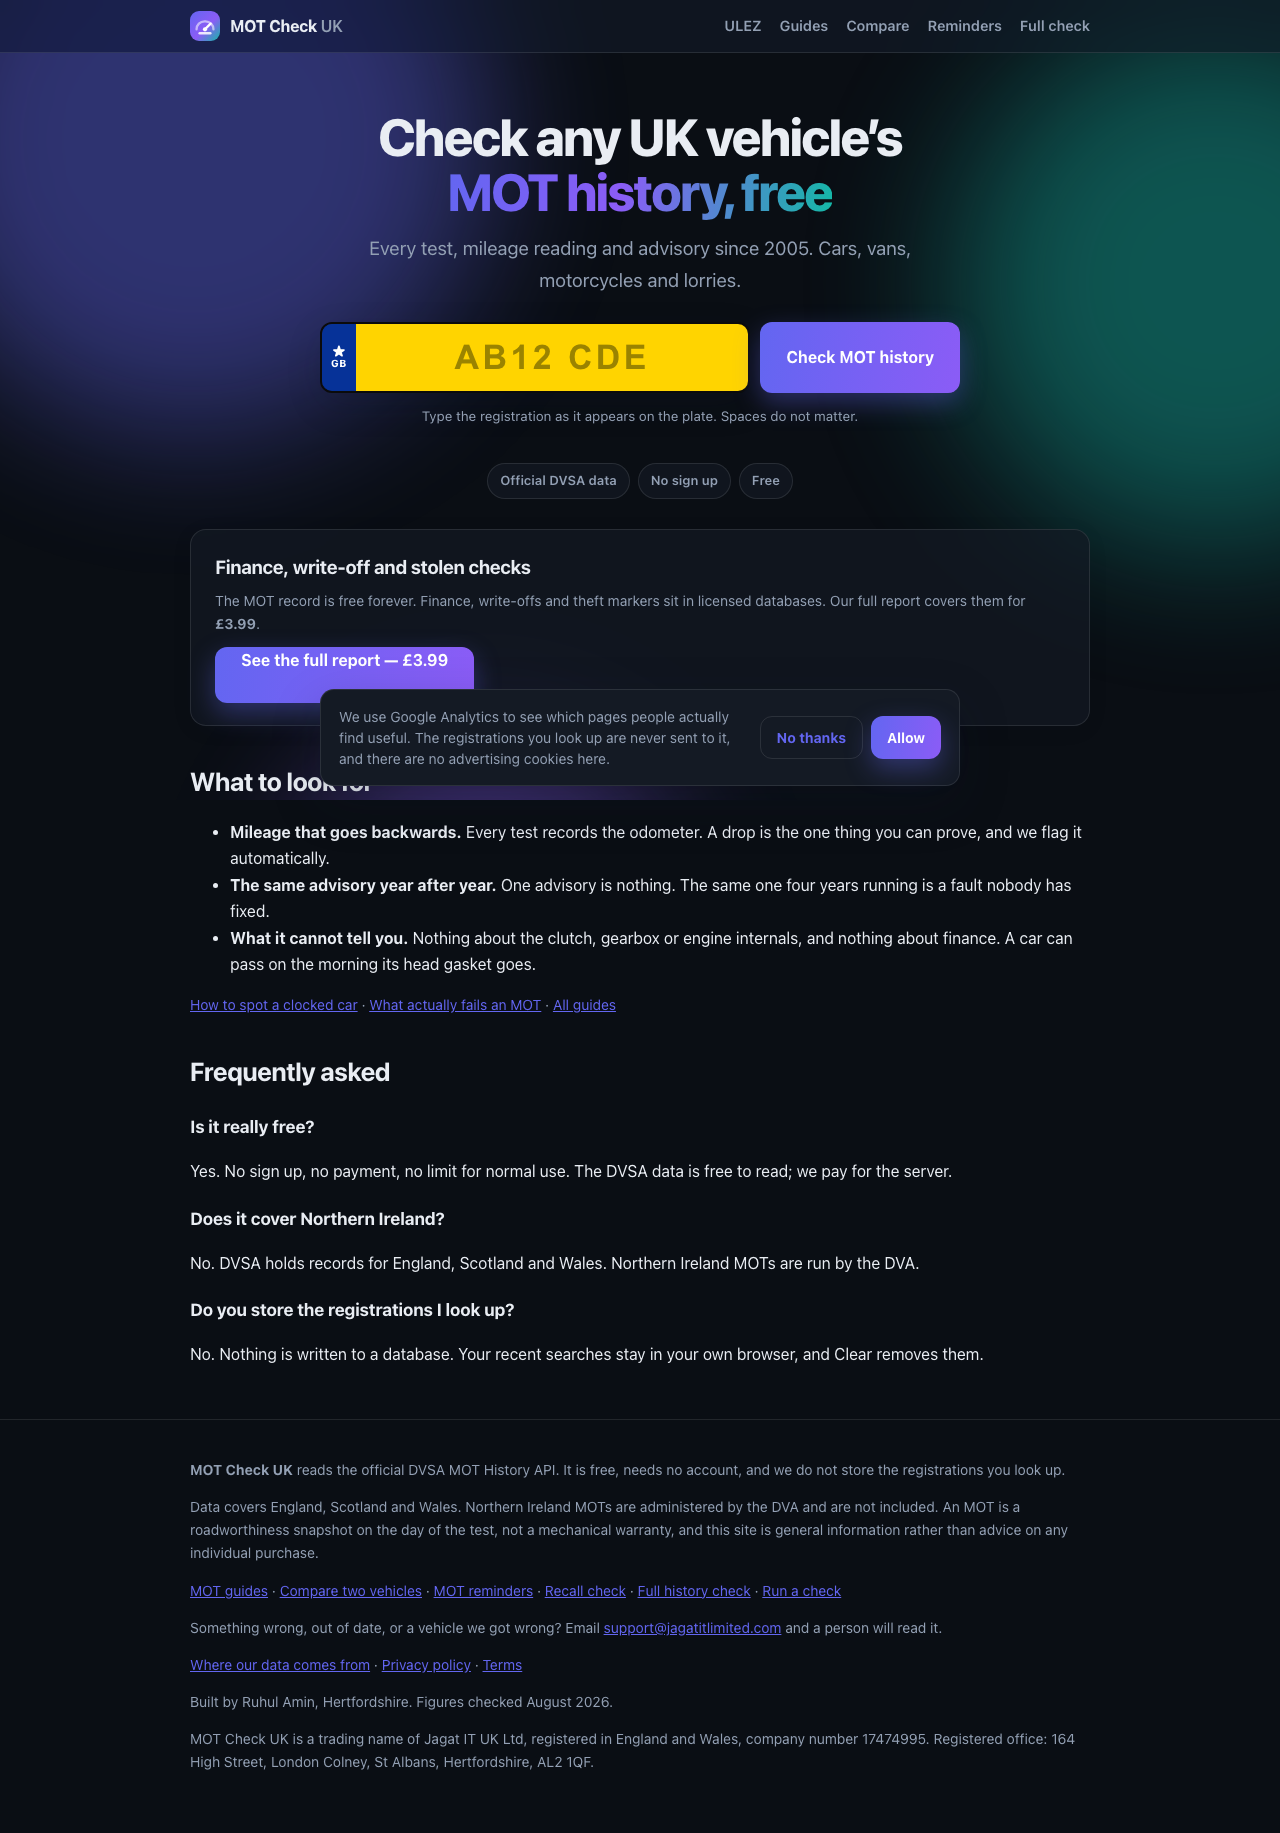 MOT Check UK
ULEZ Guides Compare Reminders Full check
Check any UK vehicle’s
MOT history, free
Every test, mileage reading and advisory since 2005. Cars, vans,
motorcycles and lorries.
GB
AB12 CDE
Check MOT history
Type the registration as it appears on the plate. Spaces do not matter.
Official DVSA data
No sign up
Free
Finance, write-off and stolen checks
The MOT record is free forever. Finance, write-offs and theft markers sit in licensed databases. Our full report covers them for
£3.99.
See the full report — £3.99
We use Google Analytics to see which pages people actually
find useful. The registrations you look up are never sent to it,
and there are no advertising cookies here.
No thanks
Allow
What to look for
• Mileage that goes backwards. Every test records the odometer. A drop is the one thing you can prove, and we flag it
automatically.
• The same advisory year after year. One advisory is nothing. The same one four years running is a fault nobody has
fixed.
• What it cannot tell you. Nothing about the clutch, gearbox or engine internals, and nothing about finance. A car can
pass on the morning its head gasket goes.
How to spot a clocked car · What actually fails an MOT · All guides
Frequently asked
Is it really free?
Yes. No sign up, no payment, no limit for normal use. The DVSA data is free to read; we pay for the server.
Does it cover Northern Ireland?
No. DVSA holds records for England, Scotland and Wales. Northern Ireland MOTs are run by the DVA.
Do you store the registrations I look up?
No. Nothing is written to a database. Your recent searches stay in your own browser, and Clear removes them.
MOT Check UK reads the official DVSA MOT History API. It is free, needs no account, and we do not store the registrations you look up.
Data covers England, Scotland and Wales. Northern Ireland MOTs are administered by the DVA and are not included. An MOT is a
roadworthiness snapshot on the day of the test, not a mechanical warranty, and this site is general information rather than advice on any
individual purchase.
MOT guides · Compare two vehicles · MOT reminders · Recall check · Full history check · Run a check
Something wrong, out of date, or a vehicle we got wrong? Email support@jagatitlimited.com and a person will read it.
Where our data comes from · Privacy policy · Terms
Built by Ruhul Amin, Hertfordshire. Figures checked August 2026.
MOT Check UK is a trading name of Jagat IT UK Ltd, registered in England and Wales, company number 17474995. Registered office: 164
High Street, London Colney, St Albans, Hertfordshire, AL2 1QF.